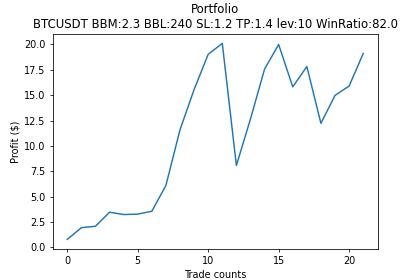 Portfolio
BTCUSDT BBM:2.3 BBL:240 SL:1.2 TP:1.4 lev:10 WinRatio:82.0
20.0
17.5
15.0
12.5
10.0
7.5
5.0
2.5
0.0
Profit ($)
0 5 10 15 20
Trade counts